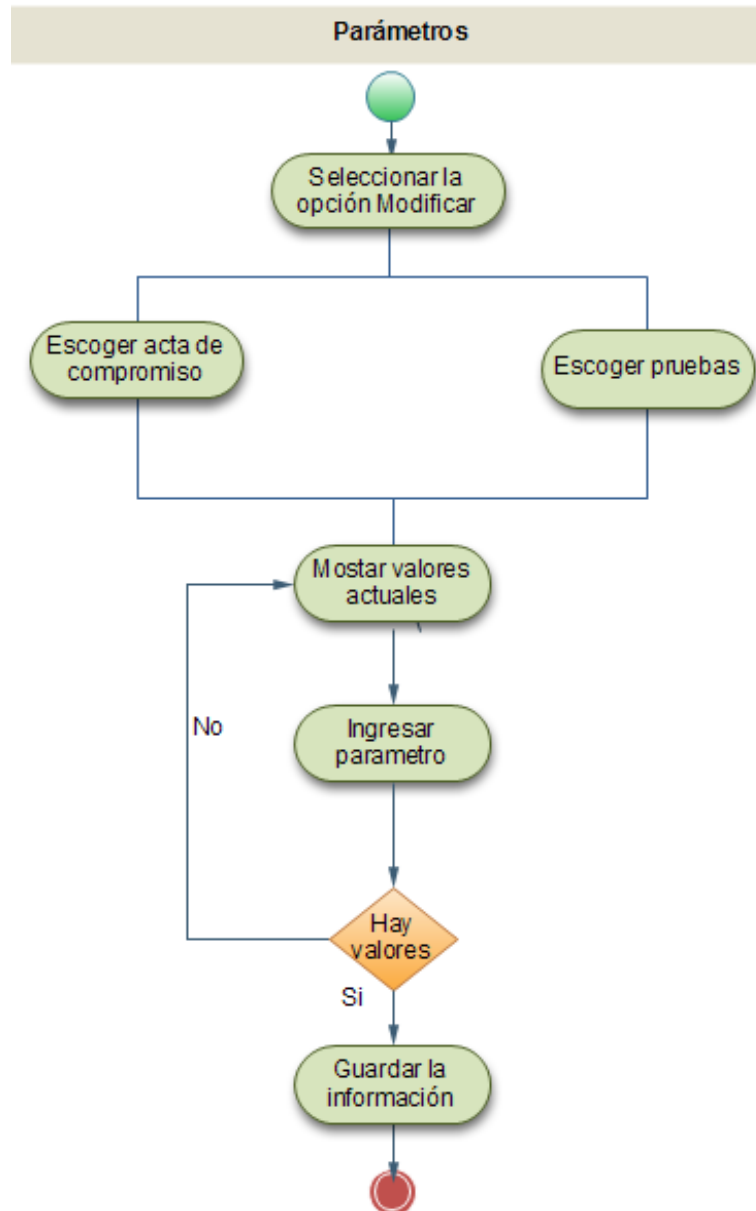 Parámetros
Seleccionar la
opción Modificar
Escoger acta de
compromiso
Escoger pruebas
Mostar valores
actuales
No
Ingresar
parametro
Hay
valores
Si
Guardar la
información